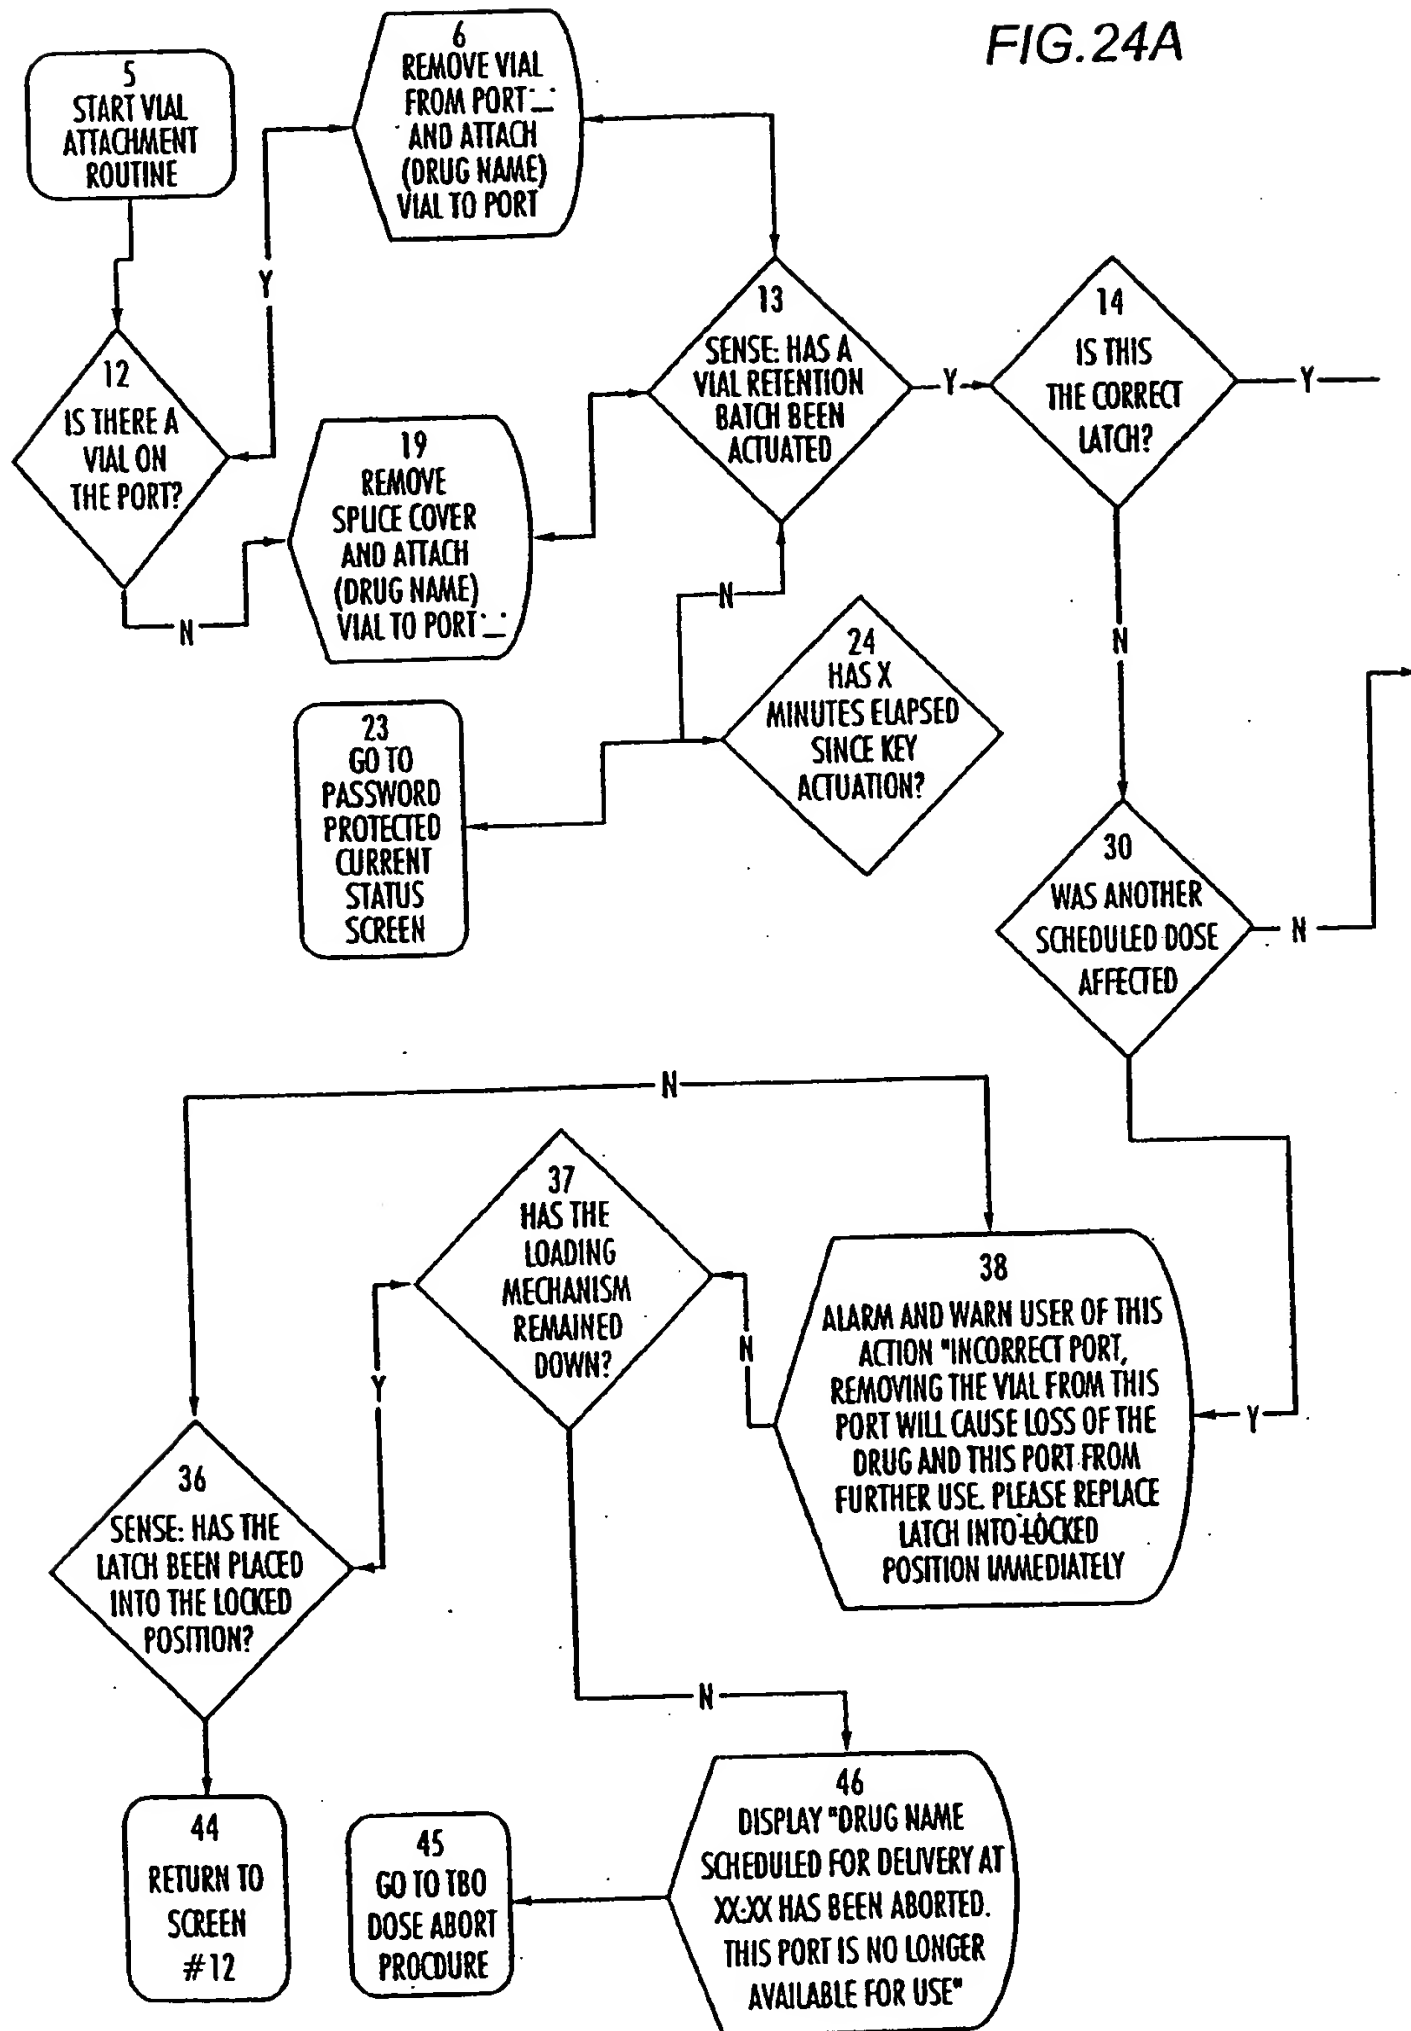 FIG.24A
5
START VIAL
ATTACHMENT
ROUTINE
6
REMOVE VIAL
FROM PORT _
AND ATTACH
(DRUG NAME)
VIAL TO PORT
Y
12
IS THERE A
VIAL ON
THE PORT?
N
19
REMOVE
SPLICE COVER
AND ATTACH
(DRUG NAME)
VIAL TO PORT _
13
SENSE: HAS A
VIAL RETENTION
BATCH BEEN
ACTUATED
Y
14
IS THIS
THE CORRECT
LATCH?
Y
N
N
24
HAS X
MINUTES ELAPSED
SINCE KEY
ACTUATION?
23
GO TO
PASSWORD
PROTECTED
CURRENT
STATUS
SCREEN
30
WAS ANOTHER
SCHEDULED DOSE
AFFECTED
N
N
37
HAS THE
LOADING
MECHANISM
REMAINED
DOWN?
N
Y
38
ALARM AND WARN USER OF THIS
ACTION "INCORRECT PORT,
REMOVING THE VIAL FROM THIS
PORT WILL CAUSE LOSS OF THE
DRUG AND THIS PORT FROM
FURTHER USE. PLEASE REPLACE
LATCH INTO LOCKED
POSITION IMMEDIATELY
Y
36
SENSE: HAS THE
LATCH BEEN PLACED
INTO THE LOCKED
POSITION?
N
44
RETURN TO
SCREEN
#12
45
GO TO TBO
DOSE ABORT
PROCDURE
46
DISPLAY "DRUG NAME
SCHEDULED FOR DELIVERY AT
XX:XX HAS BEEN ABORTED.
THIS PORT IS NO LONGER
AVAILABLE FOR USE"